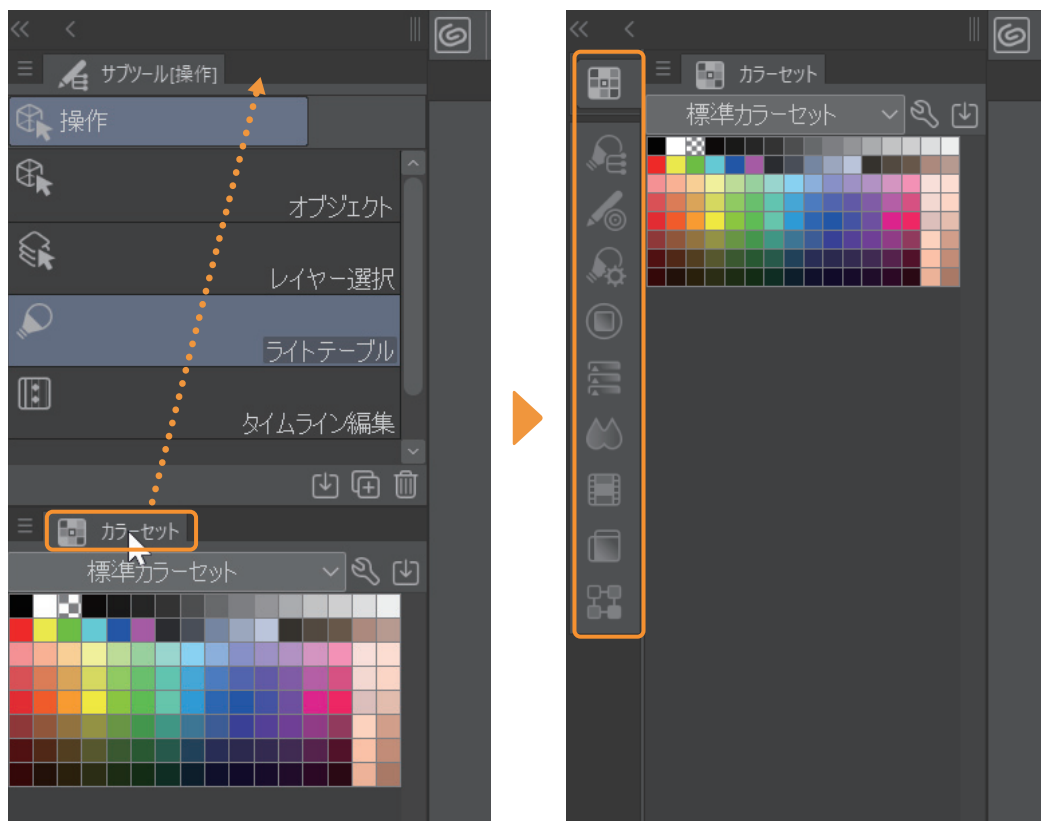 サブツール[操作]
操作
オブジェクト
レイヤー選択
ライトテーブル
タイムライン編集
カラーセット
標準カラーセット
カラーセット
標準カラーセット